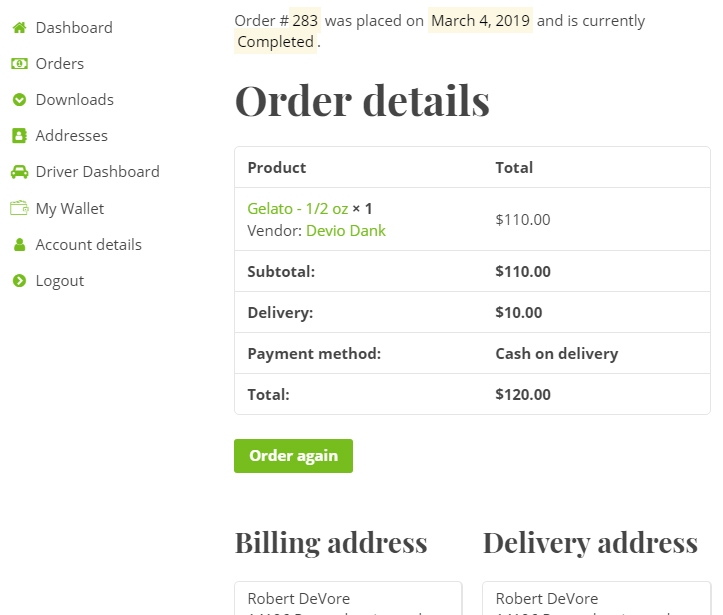 Dashboard
Orders
Downloads
Addresses
Driver Dashboard
My Wallet
Account details
Logout
Order # 283 was placed on March 4, 2019 and is currently
Completed.
Order details
Product Total
Gelato - 1/2 oz × 1 $110.00
Vendor: Devio Dank
Subtotal: $110.00
Delivery: $10.00
Payment method: Cash on delivery
Total: $120.00
Order again
Billing address
Robert DeVore
Delivery address
Robert DeVore